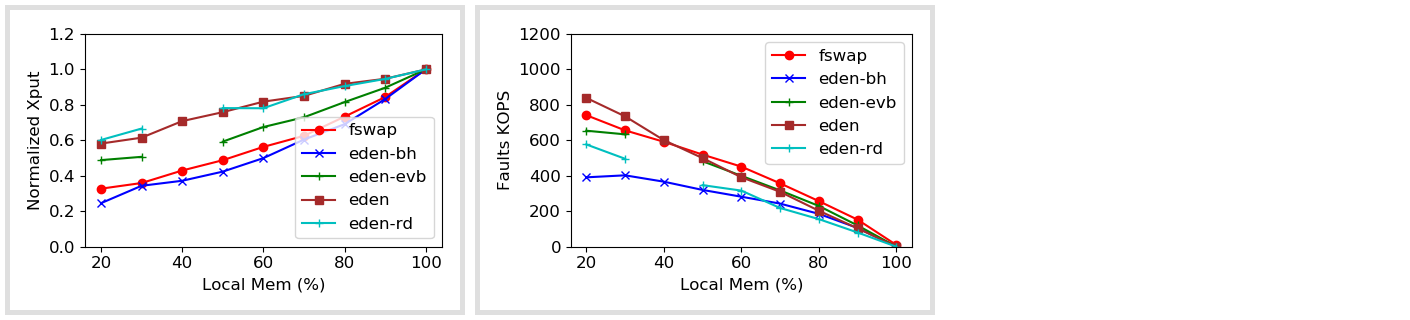 Normalized Xput
1.2
1.0
0.8
0.6
0.4
0.2
0.0
20 40 60 80 100
Local Mem (%)
fswap
eden-bh
eden-evb
eden
eden-rd
Faults KOPS
1200
1000
800
600
400
200
0
20 40 60 80 100
Local Mem (%)
fswap
eden-bh
eden-evb
eden
eden-rd